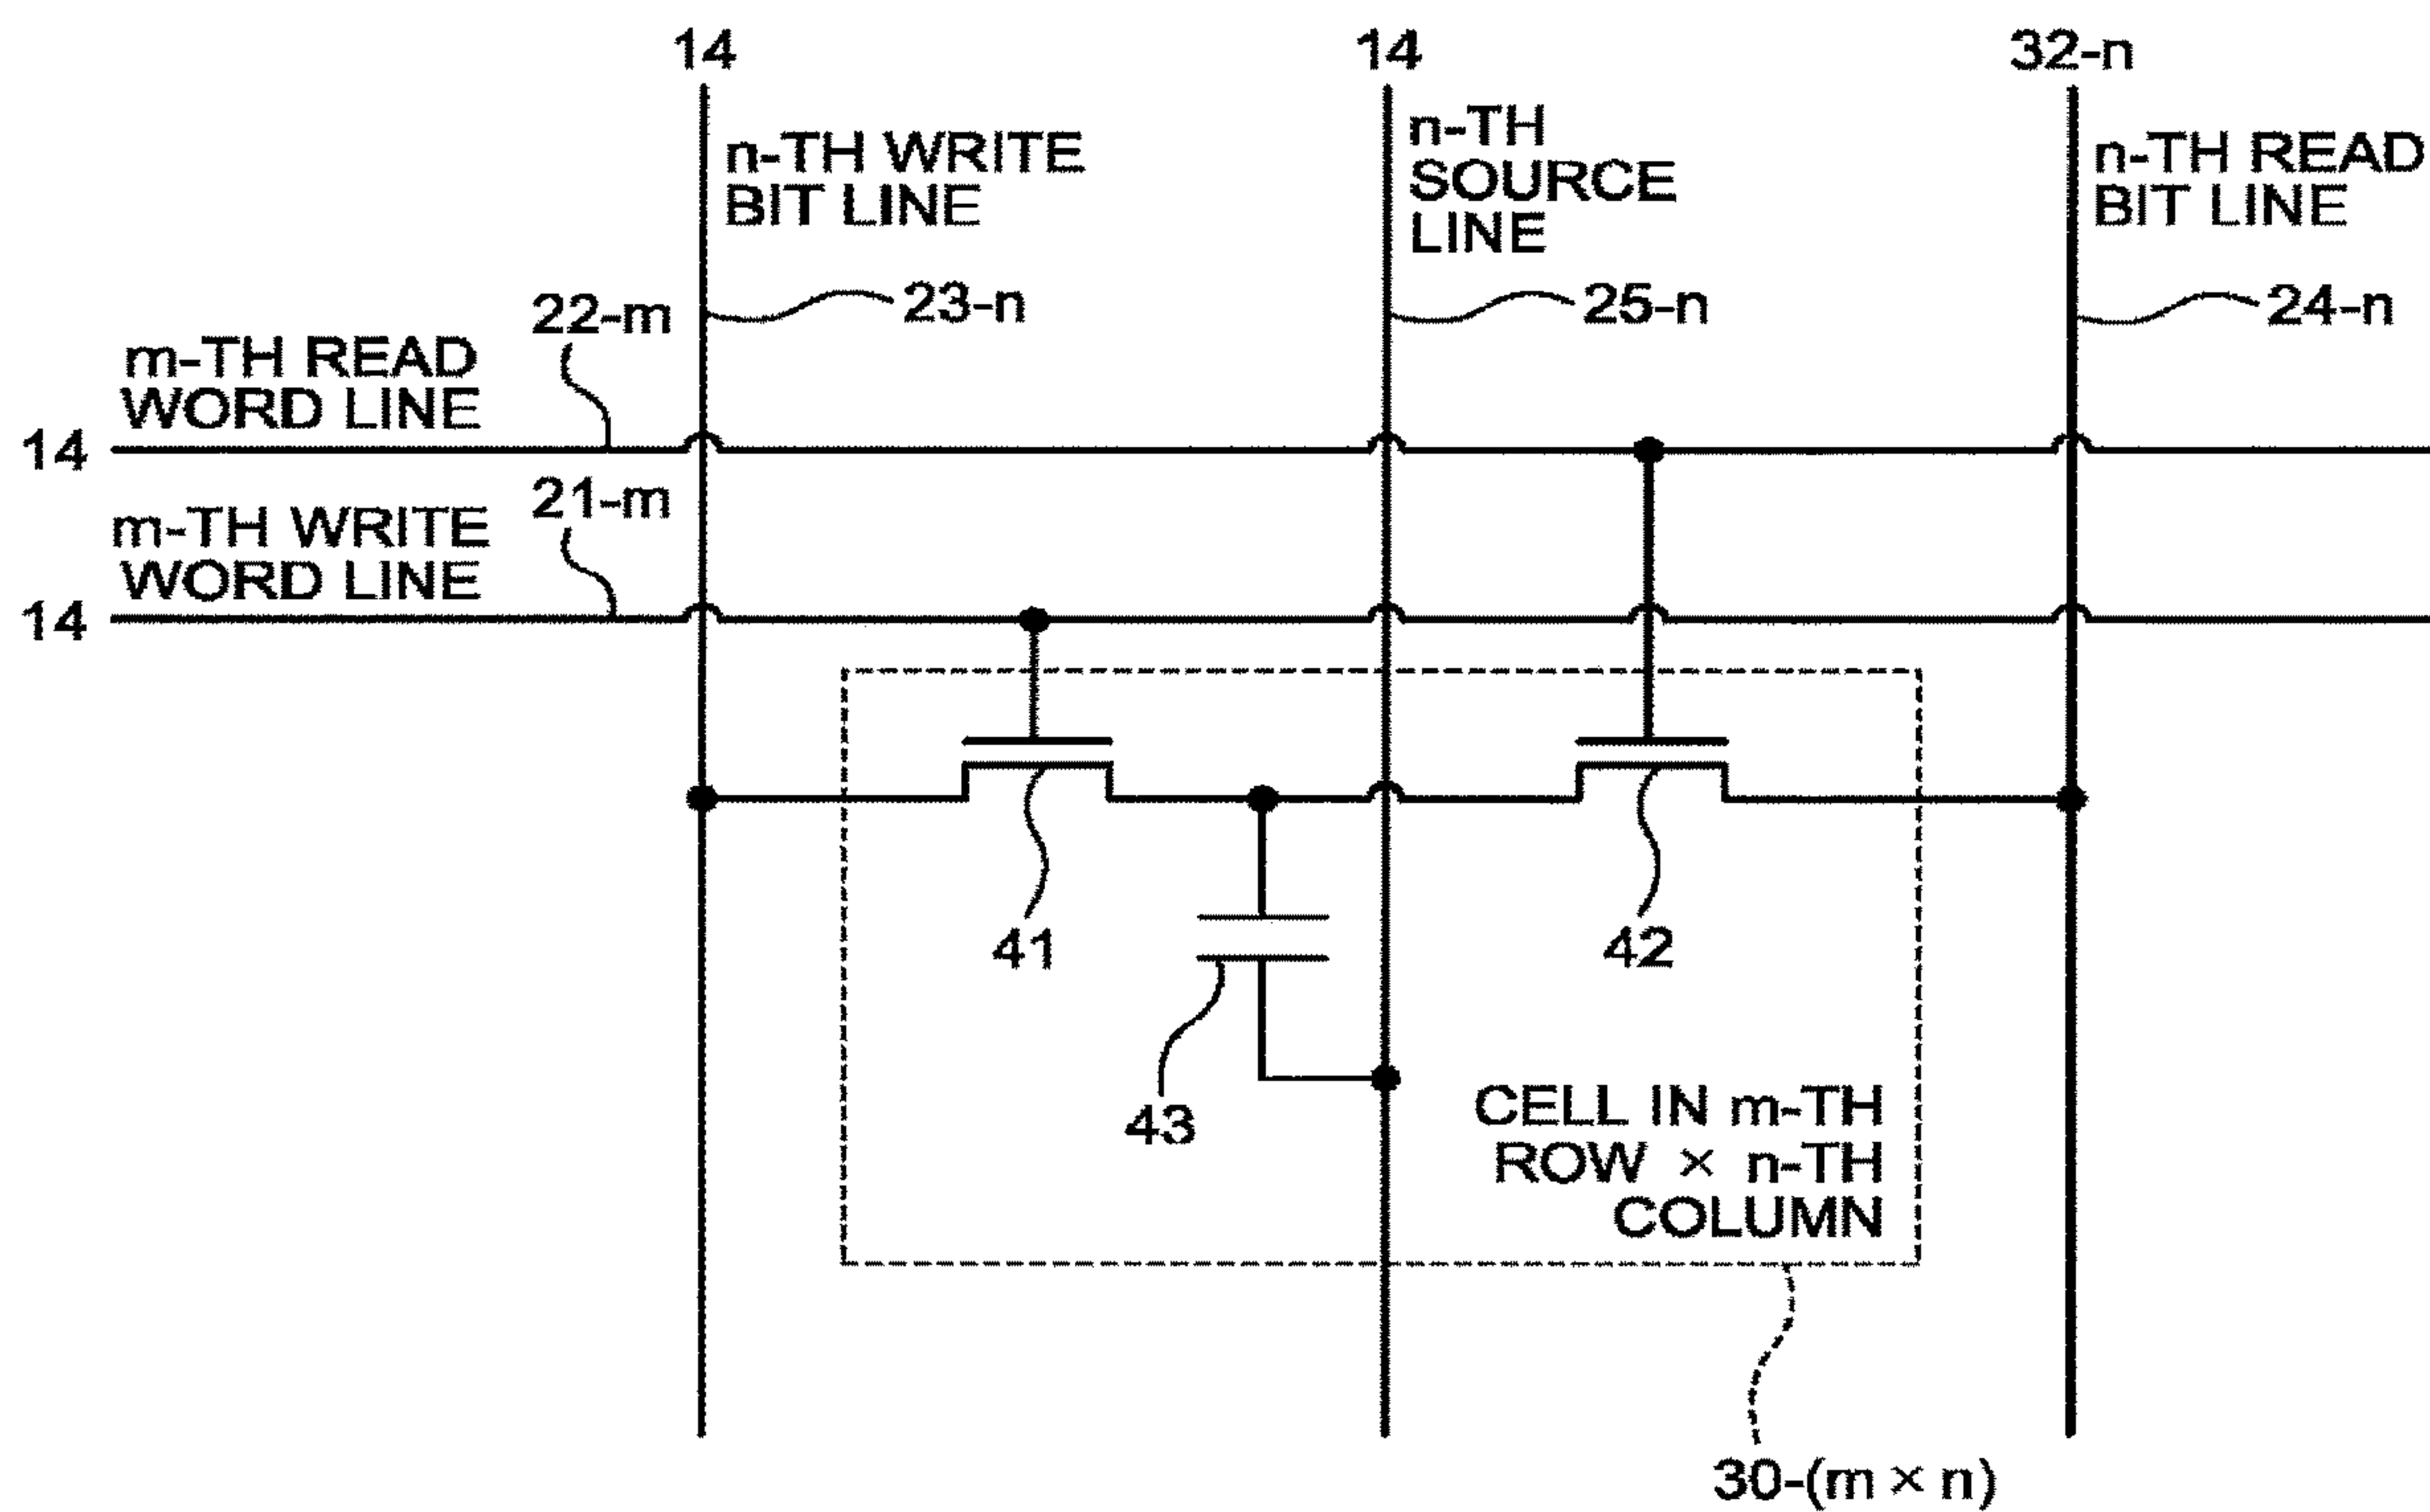 14
14
32-n
n-TH WRITE
BIT LINE
n-TH
SOURCE
LINE
n-TH READ
BIT LINE
23-n
25-n
24-n
22-m
m-TH READ
WORD LINE
14
21-m
m-TH WRITE
WORD LINE
14
41
42
43
CELL IN m-TH
ROW × n-TH
COLUMN
30-(m × n)